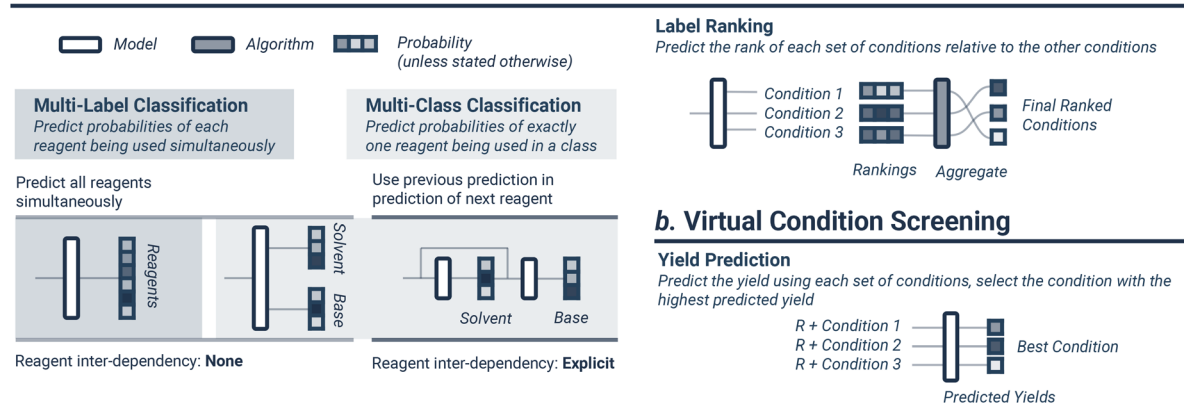 Model
Algorithm
Probability
(unless stated otherwise)
Multi-Label Classification
Predict probabilities of each
reagent being used simultaneously
Multi-Class Classification
Predict probabilities of exactly
one reagent being used in a class
Predict all reagents
simultaneously
Use previous prediction in
prediction of next reagent
Reagents
Solvent
Base
Solvent
Base
Reagent inter-dependency: None
Reagent inter-dependency: Explicit
Label Ranking
Predict the rank of each set of conditions relative to the other conditions
Condition 1
Condition 2
Condition 3
Rankings
Aggregate
Final Ranked
Conditions
b. Virtual Condition Screening
Yield Prediction
Predict the yield using each set of conditions, select the condition with the
highest predicted yield
R + Condition 1
R + Condition 2
R + Condition 3
Best Condition
Predicted Yields